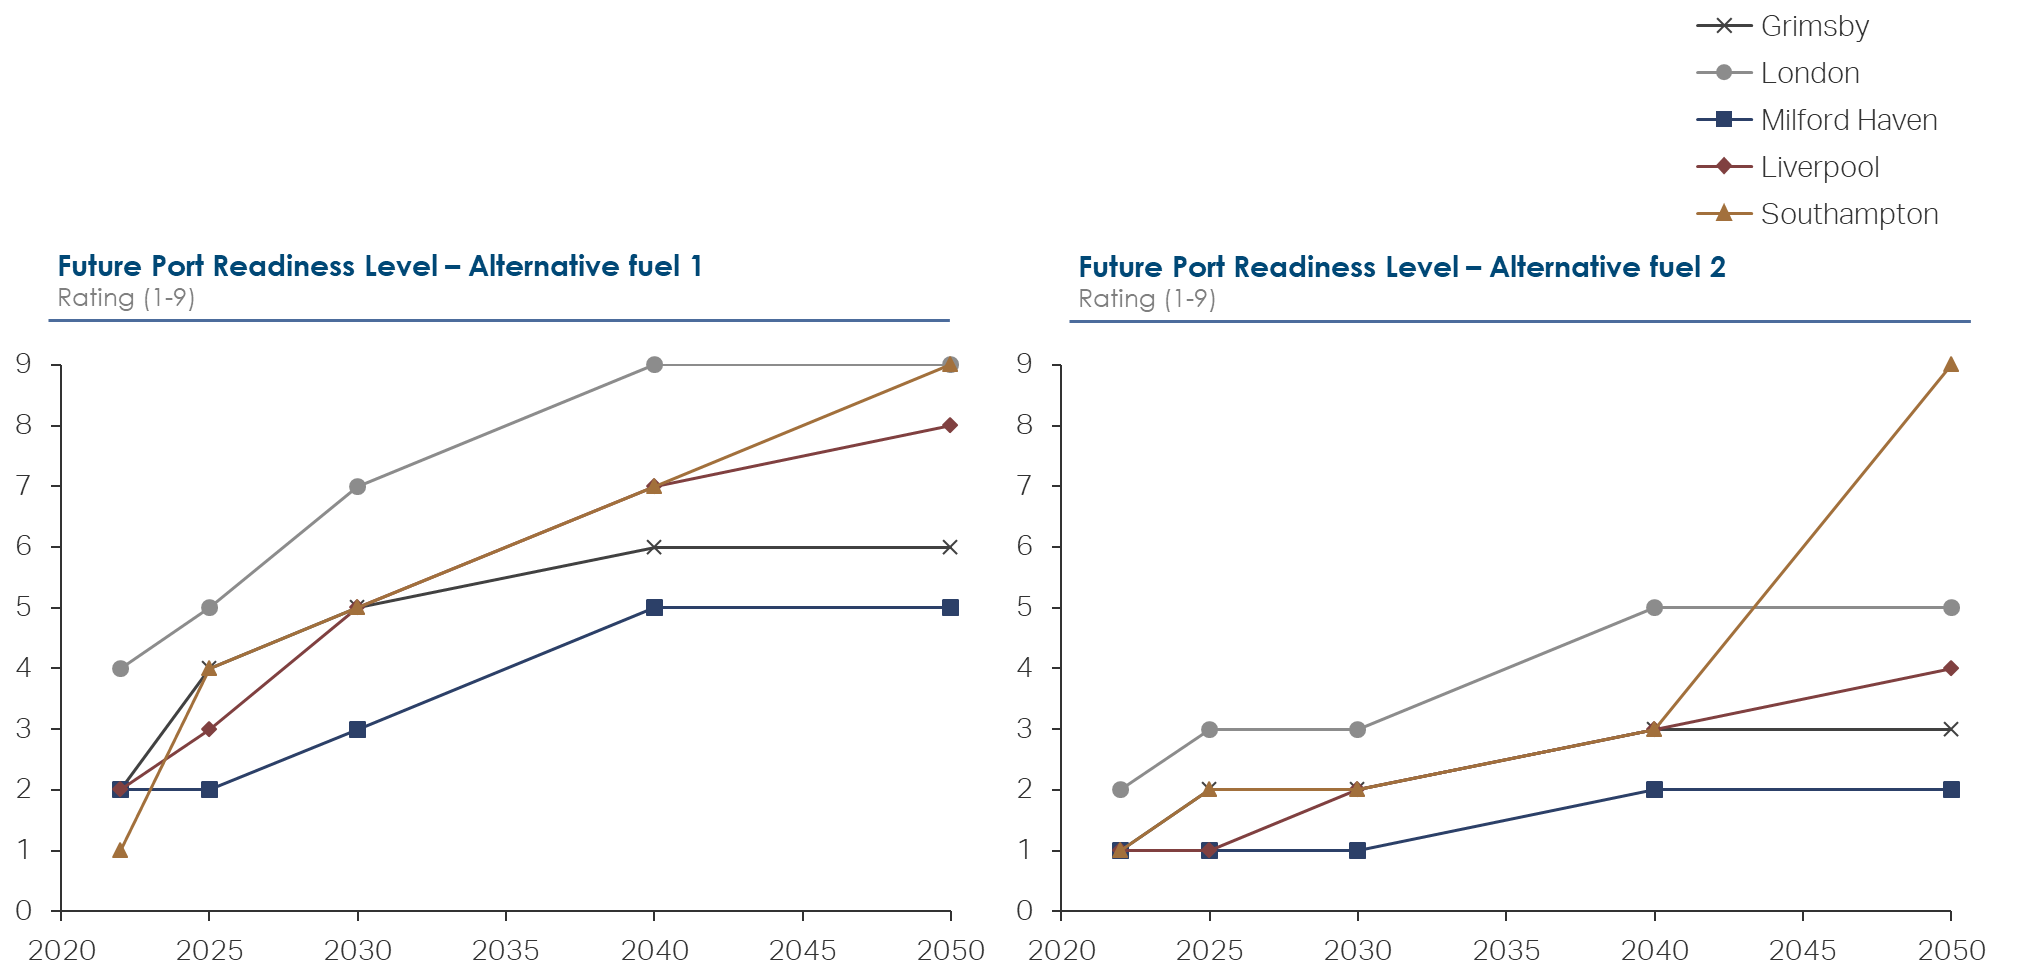 Grimsby
London
Milford Haven
Liverpool
Southampton
Future Port Readiness Level – Alternative fuel 1
Rating (1-9)
9
8
7
6
5
4
3
2
1
0
2020 2025 2030 2035 2040 2045 2050
Future Port Readiness Level – Alternative fuel 2
Rating (1-9)
9
8
7
6
5
4
3
2
1
0
2020 2025 2030 2035 2040 2045 2050